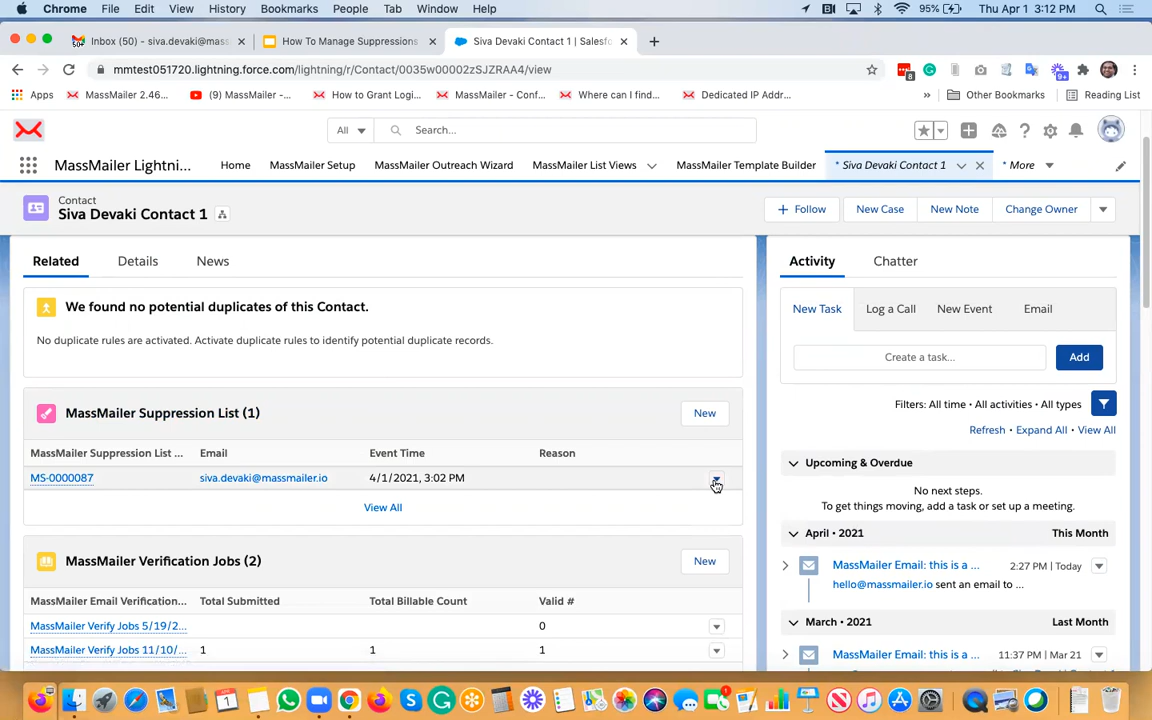 Chrome File Edit View History Bookmarks People Tab Window Help 95% Thu Apr 1 3:12 PM
Inbox (50) - siva.devaki@mass How To Manage Suppressions Siva Devaki Contact 1 | Salesfo
mmtest051720.lightning.force.com/lightning/r/Contact/0035w00002zSJZRAA4/view
Apps MassMailer 2.46... (9) MassMailer -... How to Grant Logi... MassMailer - Conf... Where can I find... Dedicated IP Addr... » Other Bookmarks Reading List
All Search...
MassMailer Lightni... Home MassMailer Setup MassMailer Outreach Wizard MassMailer List Views MassMailer Template Builder * Siva Devaki Contact 1 * More
Contact
Siva Devaki Contact 1
+ Follow New Case New Note Change Owner
Related Details News
We found no potential duplicates of this Contact.
No duplicate rules are activated. Activate duplicate rules to identify potential duplicate records.
MassMailer Suppression List (1) New
MassMailer Suppression List ... Email Event Time Reason
MS-0000087 siva.devaki@massmailer.io 4/1/2021, 3:02 PM
View All
MassMailer Verification Jobs (2) New
MassMailer Email Verification... Total Submitted Total Billable Count Valid #
MassMailer Verify Jobs 5/19/2... 0
MassMailer Verify Jobs 11/10/... 1 1 1
Activity Chatter
New Task Log a Call New Event Email
Create a task... Add
Filters: All time • All activities • All types
Refresh • Expand All • View All
Upcoming & Overdue
No next steps.
To get things moving, add a task or set up a meeting.
April • 2021 This Month
MassMailer Email: this is a ... 2:27 PM | Today
hello@massmailer.io sent an email to ...
March • 2021 Last Month
MassMailer Email: this is a ... 11:37 PM | Mar 21